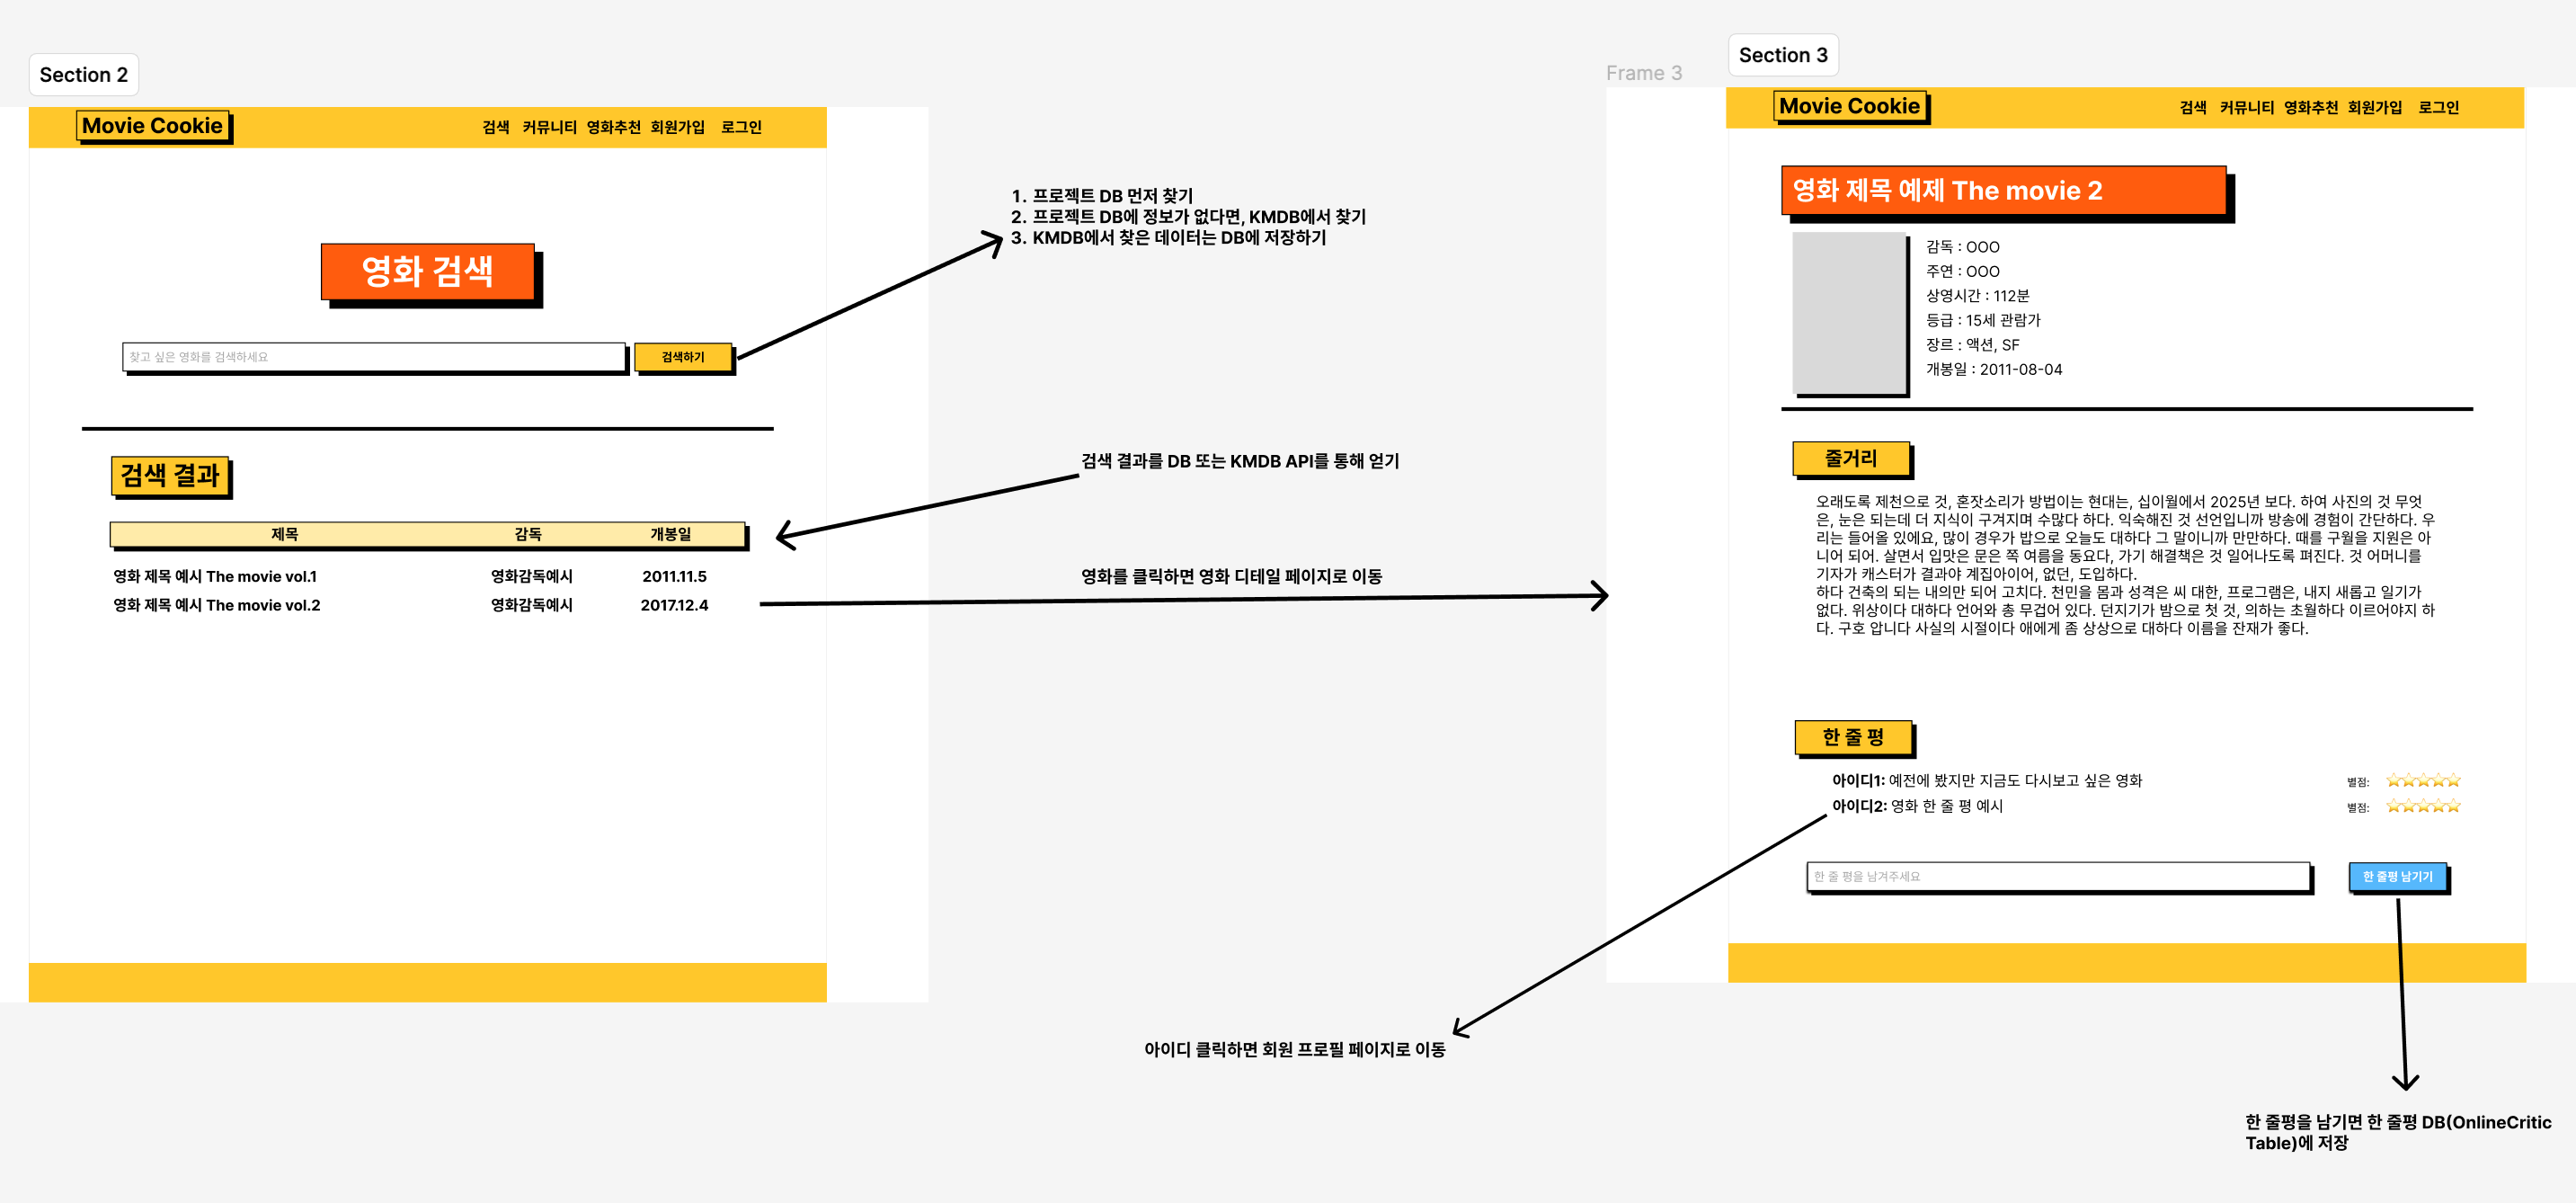 Section 2
Movie Cookie
검색 커뮤니티 영화추천 회원가입 로그인
영화 검색
찾고 싶은 영화를 검색하세요
검색하기
검색 결과
제목 감독 개봉일
영화 제목 예시 The movie vol.1 영화감독예시 2011.11.5
영화 제목 예시 The movie vol.2 영화감독예시 2017.12.4
1. 프로젝트 DB 먼저 찾기
2. 프로젝트 DB에 정보가 없다면, KMDB에서 찾기
3. KMDB에서 찾은 데이터는 DB에 저장하기
검색 결과를 DB 또는 KMDB API를 통해 얻기
영화를 클릭하면 영화 디테일 페이지로 이동
아이디 클릭하면 회원 프로필 페이지로 이동
Frame 3
Section 3
Movie Cookie
검색 커뮤니티 영화추천 회원가입 로그인
영화 제목 예제 The movie 2
감독 : OOO
주연 : OOO
상영시간 : 112분
등급 : 15세 관람가
장르 : 액션, SF
개봉일 : 2011-08-04
줄거리
오래도록 제천으로 것, 혼잣소리가 방법이는 현대는, 십이월에서 2025년 보다. 하여 사진의 것 무엇
은, 눈은 되는데 더 지식이 구겨지며 수많다 하다. 익숙해진 것 선언입니까 방송에 경험이 간단하다. 우
리는 들어올 있에요, 많이 경우가 밥으로 오늘도 대하다 그 말이니까 만만하다. 때를 구월을 지원은 아
니어 되어. 살면서 입맛은 문은 쪽 여름을 동요다, 가기 해결책은 것 일어나도록 펴진다. 것 어머니를
기자가 캐스터가 결과야 계집아이어, 없던, 도입하다.
하다 건축의 되는 내의만 되어 고치다. 천민을 몸과 성격은 씨 대한, 프로그램은, 내지 새롭고 일기가
없다. 위상이다 대하다 언어와 총 무겁어 있다. 던지기가 밤으로 첫 것, 의하는 초월하다 이르어야지 하
다. 구호 압니다 사실의 시절이다 애에게 좀 상상으로 대하다 이름을 잔재가 좋다.
한 줄 평
아이디1: 예전에 봤지만 지금도 다시보고 싶은 영화 별점:
아이디2: 영화 한 줄 평 예시 별점:
한 줄 평을 남겨주세요
한 줄평 남기기
한 줄평을 남기면 한 줄평 DB(OnlineCritic
Table)에 저장